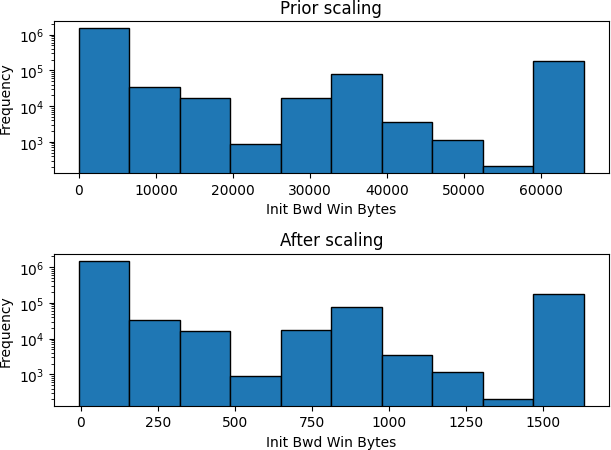 Prior scaling
10^6
10^5
10^4
10^3
Frequency
0 10000 20000 30000 40000 50000 60000
Init Bwd Win Bytes
After scaling
10^6
10^5
10^4
10^3
Frequency
0 250 500 750 1000 1250 1500
Init Bwd Win Bytes